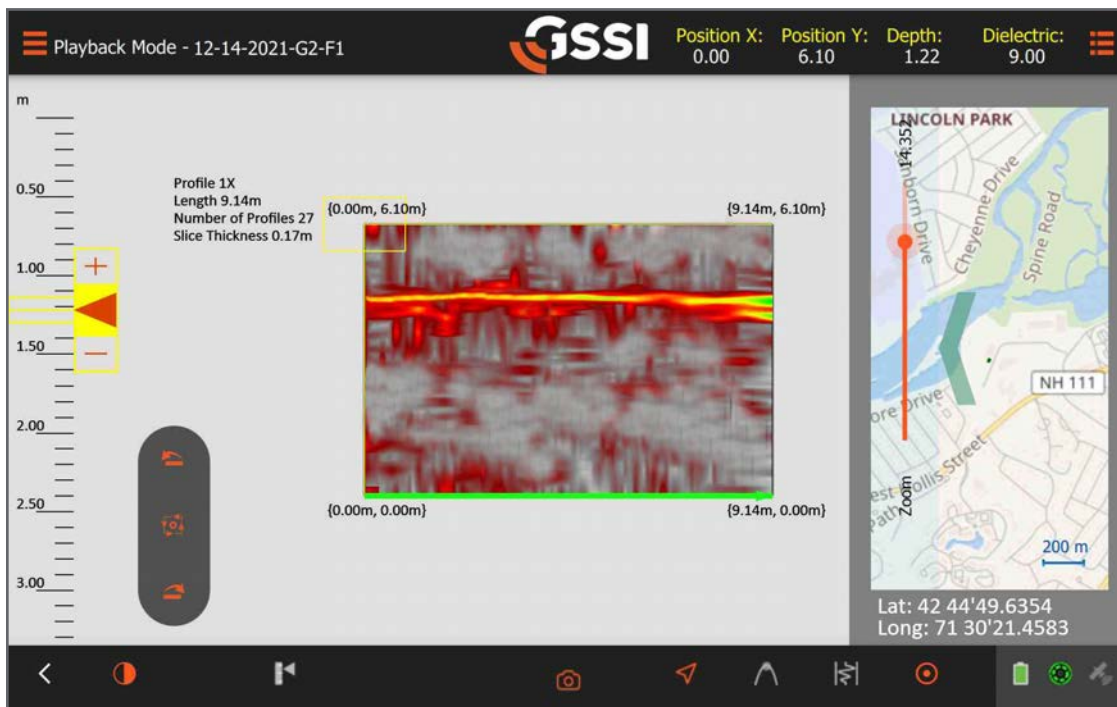 Playback Mode - 12-14-2021-G2-F1
GSSI
Position X: Position Y: Depth: Dielectric:
0.00 6.10 1.22 9.00
m
0.50
1.00
1.50
2.00
2.50
3.00
Profile 1X
Length 9.14m
Number of Profiles 27
Slice Thickness 0.17m
{0.00m, 6.10m}
{9.14m, 6.10m}
{0.00m, 0.00m}
{9.14m, 0.00m}
LINCOLN PARK
14.352
Cheyenne Drive
Spine Road
Drive
NH 111
Drive
Street
Path
Zoom
200 m
Lat: 42 44'49.6354
Long: 71 30'21.4583